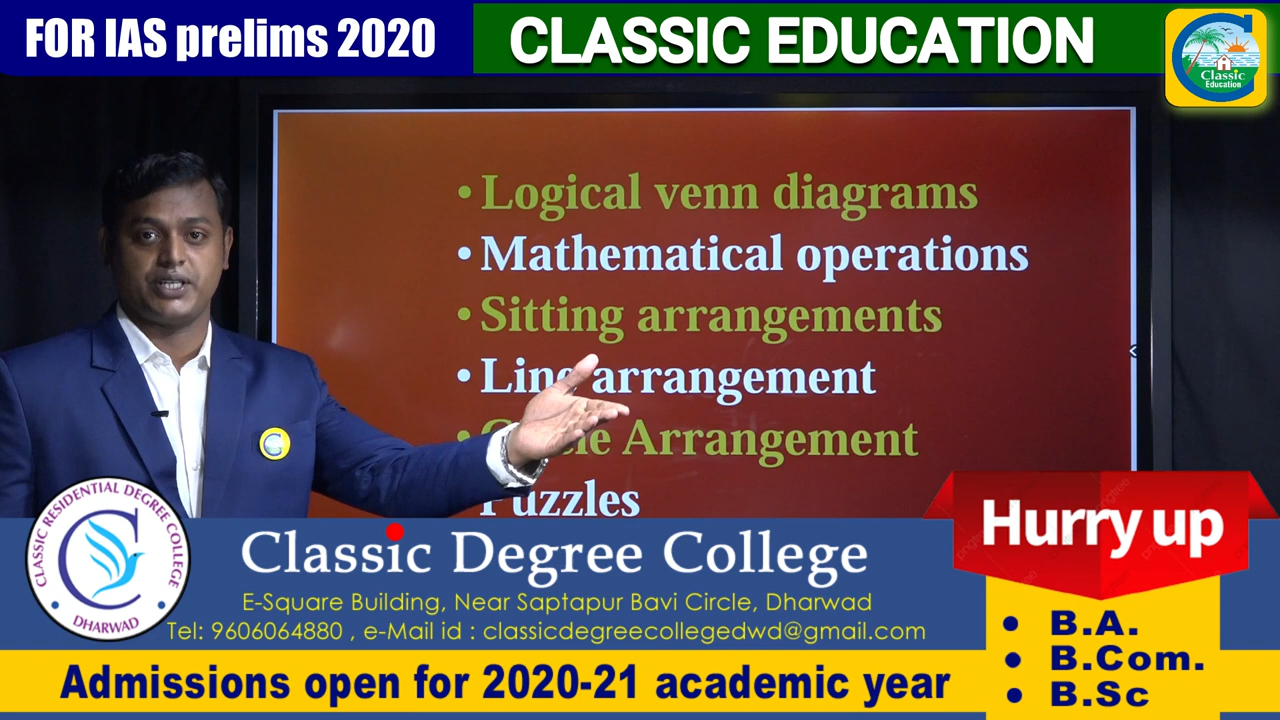 FOR IAS prelims 2020
CLASSIC EDUCATION
Classic
Education
• Logical venn diagrams
• Mathematical operations
• Sitting arrangements
• Line arrangement
• Arrangement
Puzzles
CLASSIC RESIDENTIAL DEGREE COLLEGE
• DHARWAD •
Classic Degree College
E-Square Building, Near Saptapur Bavi Circle, Dharwad
Tel: 9606064880 , e-Mail id : classicdegreecollegedwd@gmail.com
Admissions open for 2020-21 academic year
Hurry up
• B.A.
• B.Com.
• B.Sc